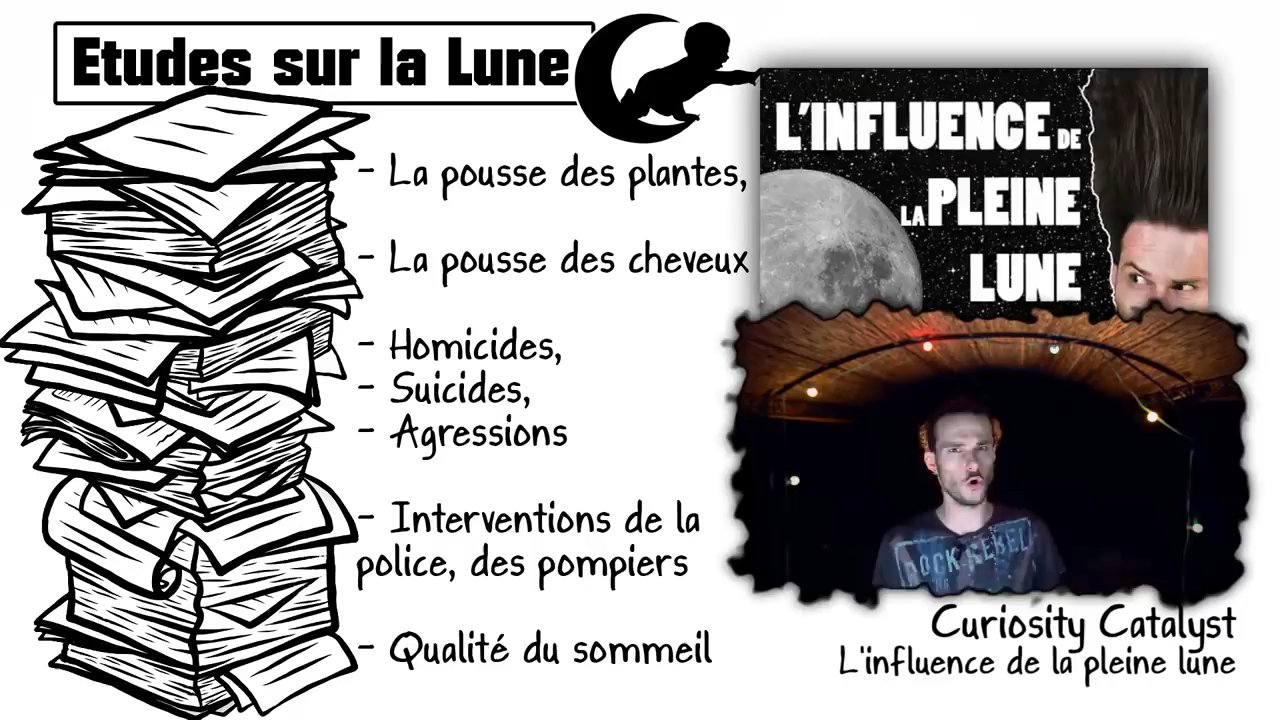 Etudes sur la Lune
- La pousse des plantes,
- La pousse des cheveux
- Homicides,
- Suicides,
- Agressions
- Interventions de la
police, des pompiers
- Qualité du sommeil
L'INFLUENCE DE
LA PLEINE
LUNE
ROCK REBEL
Curiosity Catalyst
L'influence de la pleine lune